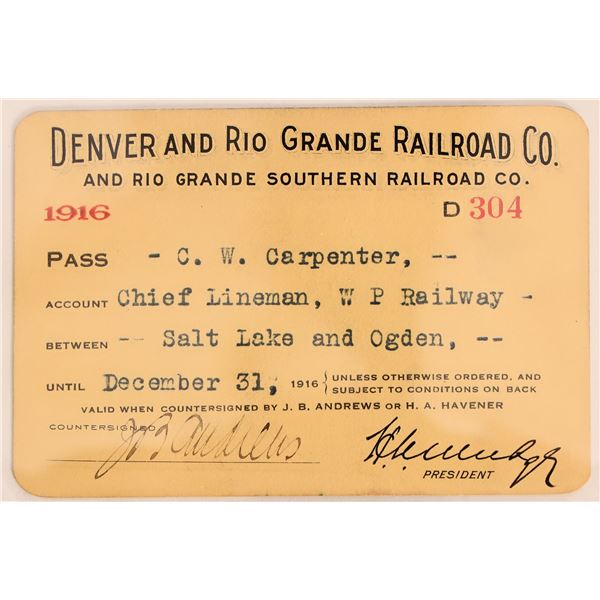 DENVER AND RIO GRANDE RAILROAD CO.
AND RIO GRANDE SOUTHERN RAILROAD CO.
1916 D 304
PASS - C. W. Carpenter, --
ACCOUNT Chief Lineman, W P Railway -
BETWEEN -- Salt Lake and Ogden, --
UNTIL December 31, 1916 { UNLESS OTHERWISE ORDERED, AND
SUBJECT TO CONDITIONS ON BACK
VALID WHEN COUNTERSIGNED BY J. B. ANDREWS OR H. A. HAVENER
COUNTERSIGNED J B Andrews
PRESIDENT